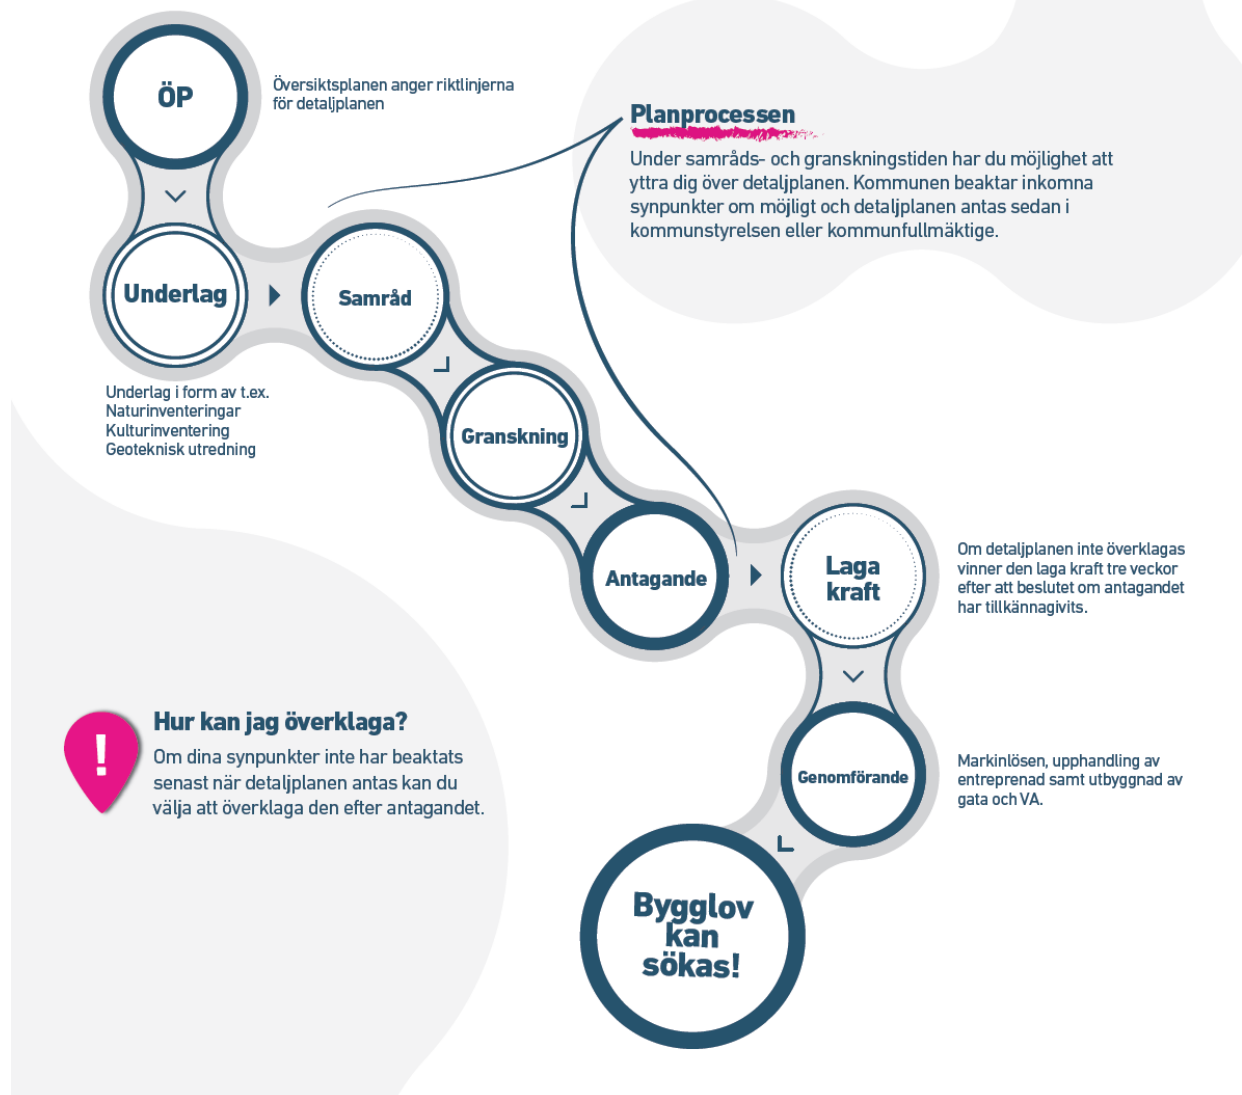 ÖP
Översiktsplanen anger riktlinjerna
för detaljplanen
Planprocessen
Under samråds- och granskningstiden har du möjlighet att
yttra dig över detaljplanen. Kommunen beaktar inkomna
synpunkter om möjligt och detaljplanen antas sedan i
kommunstyrelsen eller kommunfullmäktige.
Underlag
Samråd
Underlag i form av t.ex.
Naturinventeringar
Kulturinventering
Geoteknisk utredning
Granskning
Antagande
Laga
kraft
Om detaljplanen inte överklagas
vinner den laga kraft tre veckor
efter att beslutet om antagandet
har tillkännagivits.
!
Hur kan jag överklaga?
Om dina synpunkter inte har beaktats
senast när detaljplanen antas kan du
välja att överklaga den efter antagandet.
Genomförande
Markinlösen, upphandling av
entreprenad samt utbyggnad av
gata och VA.
Bygglov
kan
sökas!